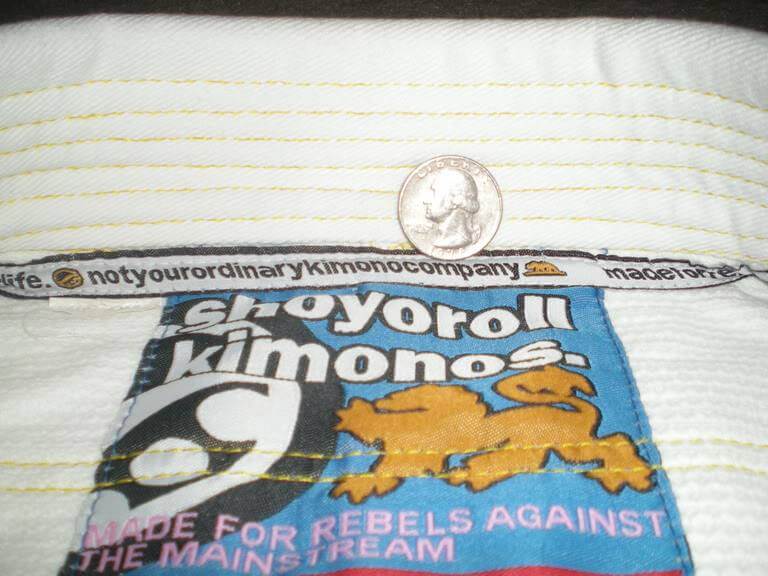 LIBERTY
life. notyourordinarykimonocompany madeforre
shoyoroll
kimonos.
MADE FOR REBELS AGAINST
THE MAINSTREAM